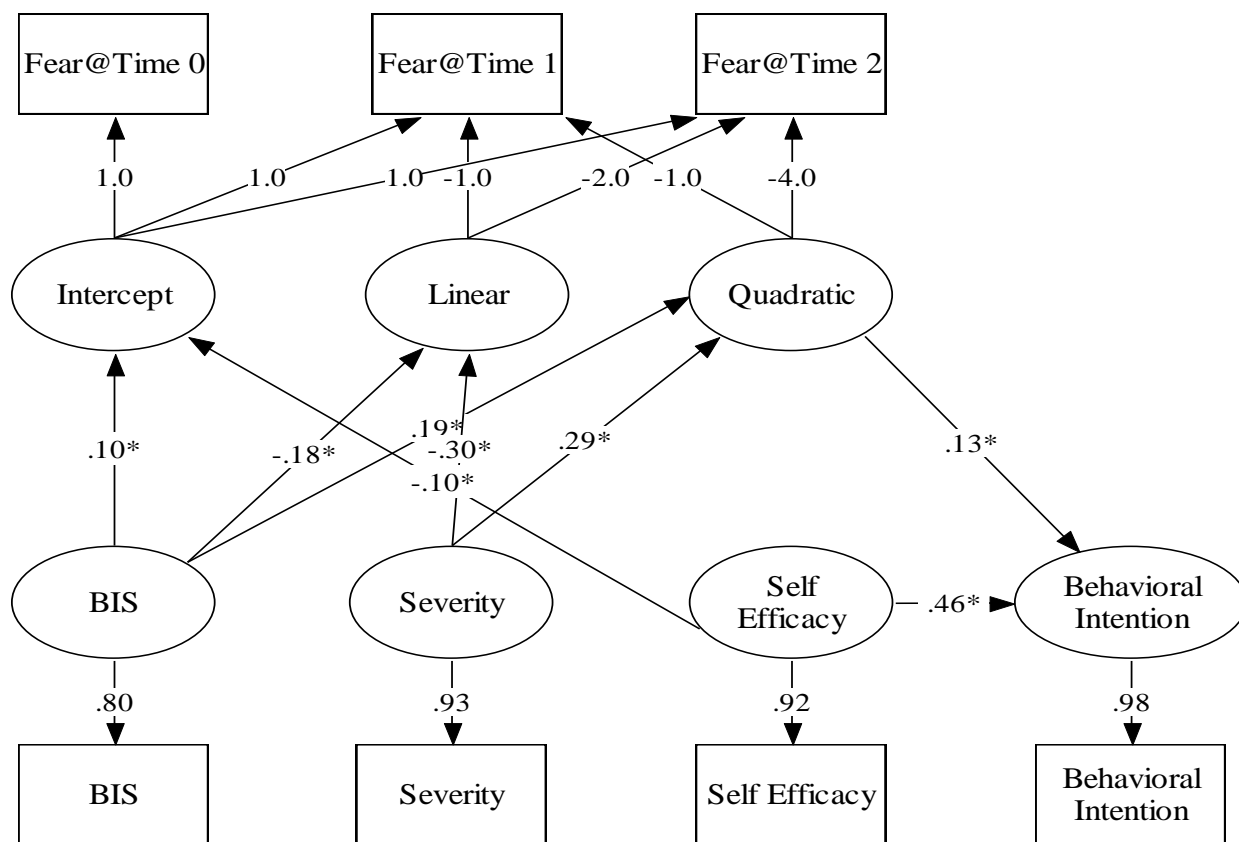 Fear@Time 0
Fear@Time 1
Fear@Time 2
1.0
1.0
1.0
-1.0
-2.0
-1.0
-4.0
Intercept
Linear
Quadratic
.10*
-.18*
.19*
-.30*
-.10*
.29*
.13*
BIS
Severity
Self
Efficacy
.46*
Behavioral
Intention
.80
.93
.92
.98
BIS
Severity
Self Efficacy
Behavioral
Intention